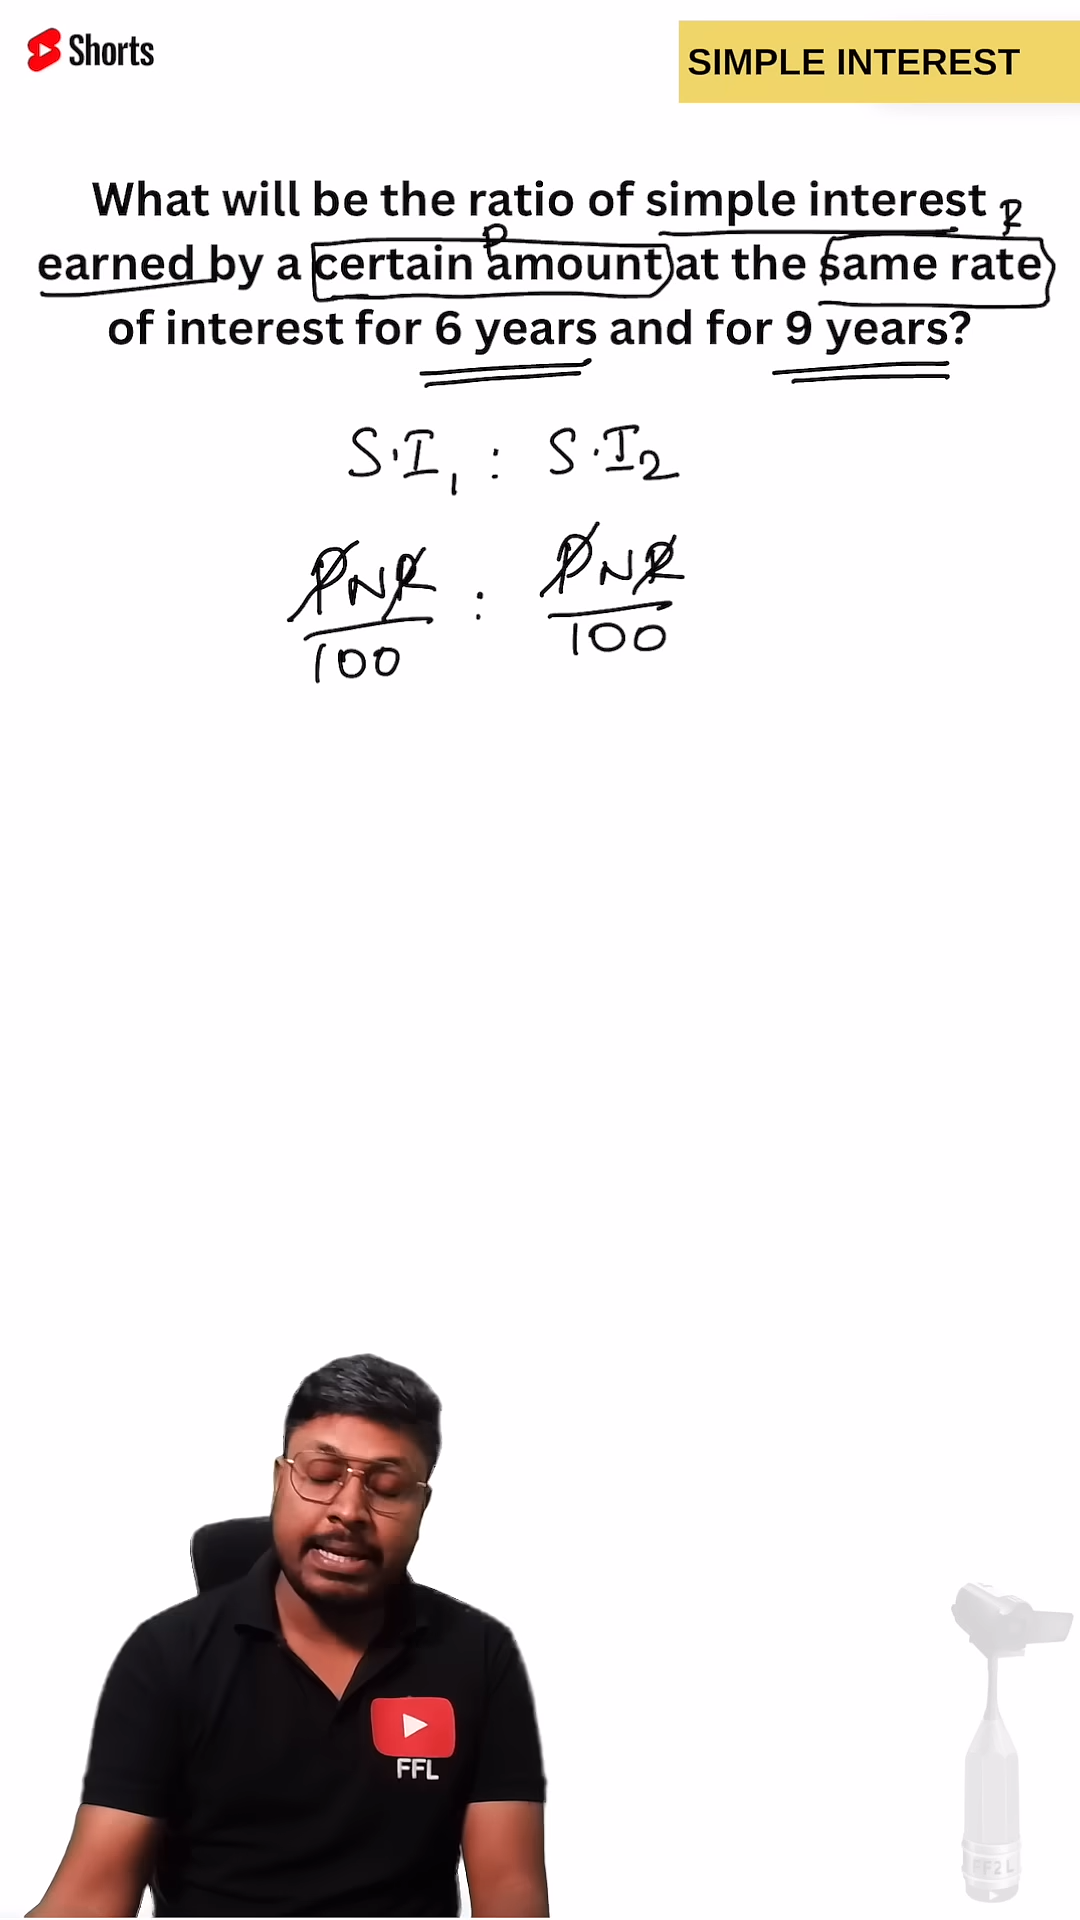 Shorts
SIMPLE INTEREST
What will be the ratio of simple interest
R
P
earned by a certain amount at the same rate
of interest for 6 years and for 9 years?
S.I₁ : S.I₂
PNR/100 : PNR/100
FFL
FF2L